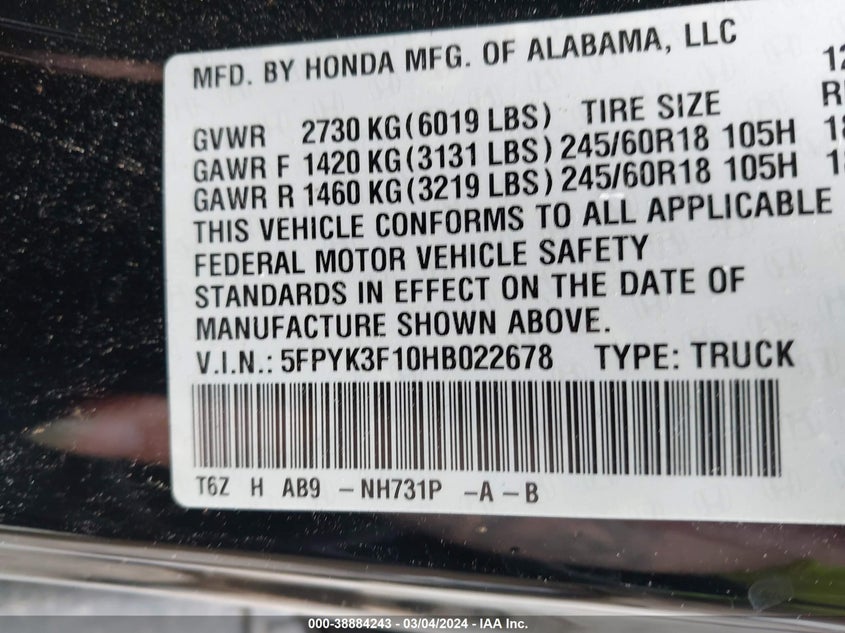 MFD. BY HONDA MFG. OF ALABAMA, LLC 12
GVWR 2730 KG(6019 LBS) TIRE SIZE
GAWR F 1420 KG(3131 LBS) 245/60R18 105H 18
GAWR R 1460 KG(3219 LBS) 245/60R18 105H
THIS VEHICLE CONFORMS TO ALL APPLICABLE
FEDERAL MOTOR VEHICLE SAFETY
STANDARDS IN EFFECT ON THE DATE OF
MANUFACTURE SHOWN ABOVE.
V.I.N.: 5FPYK3F10HB022678 TYPE: TRUCK
T6Z H AB9 -NH731P -A -B
000-38884243 - 03/04/2024 - IAA Inc.